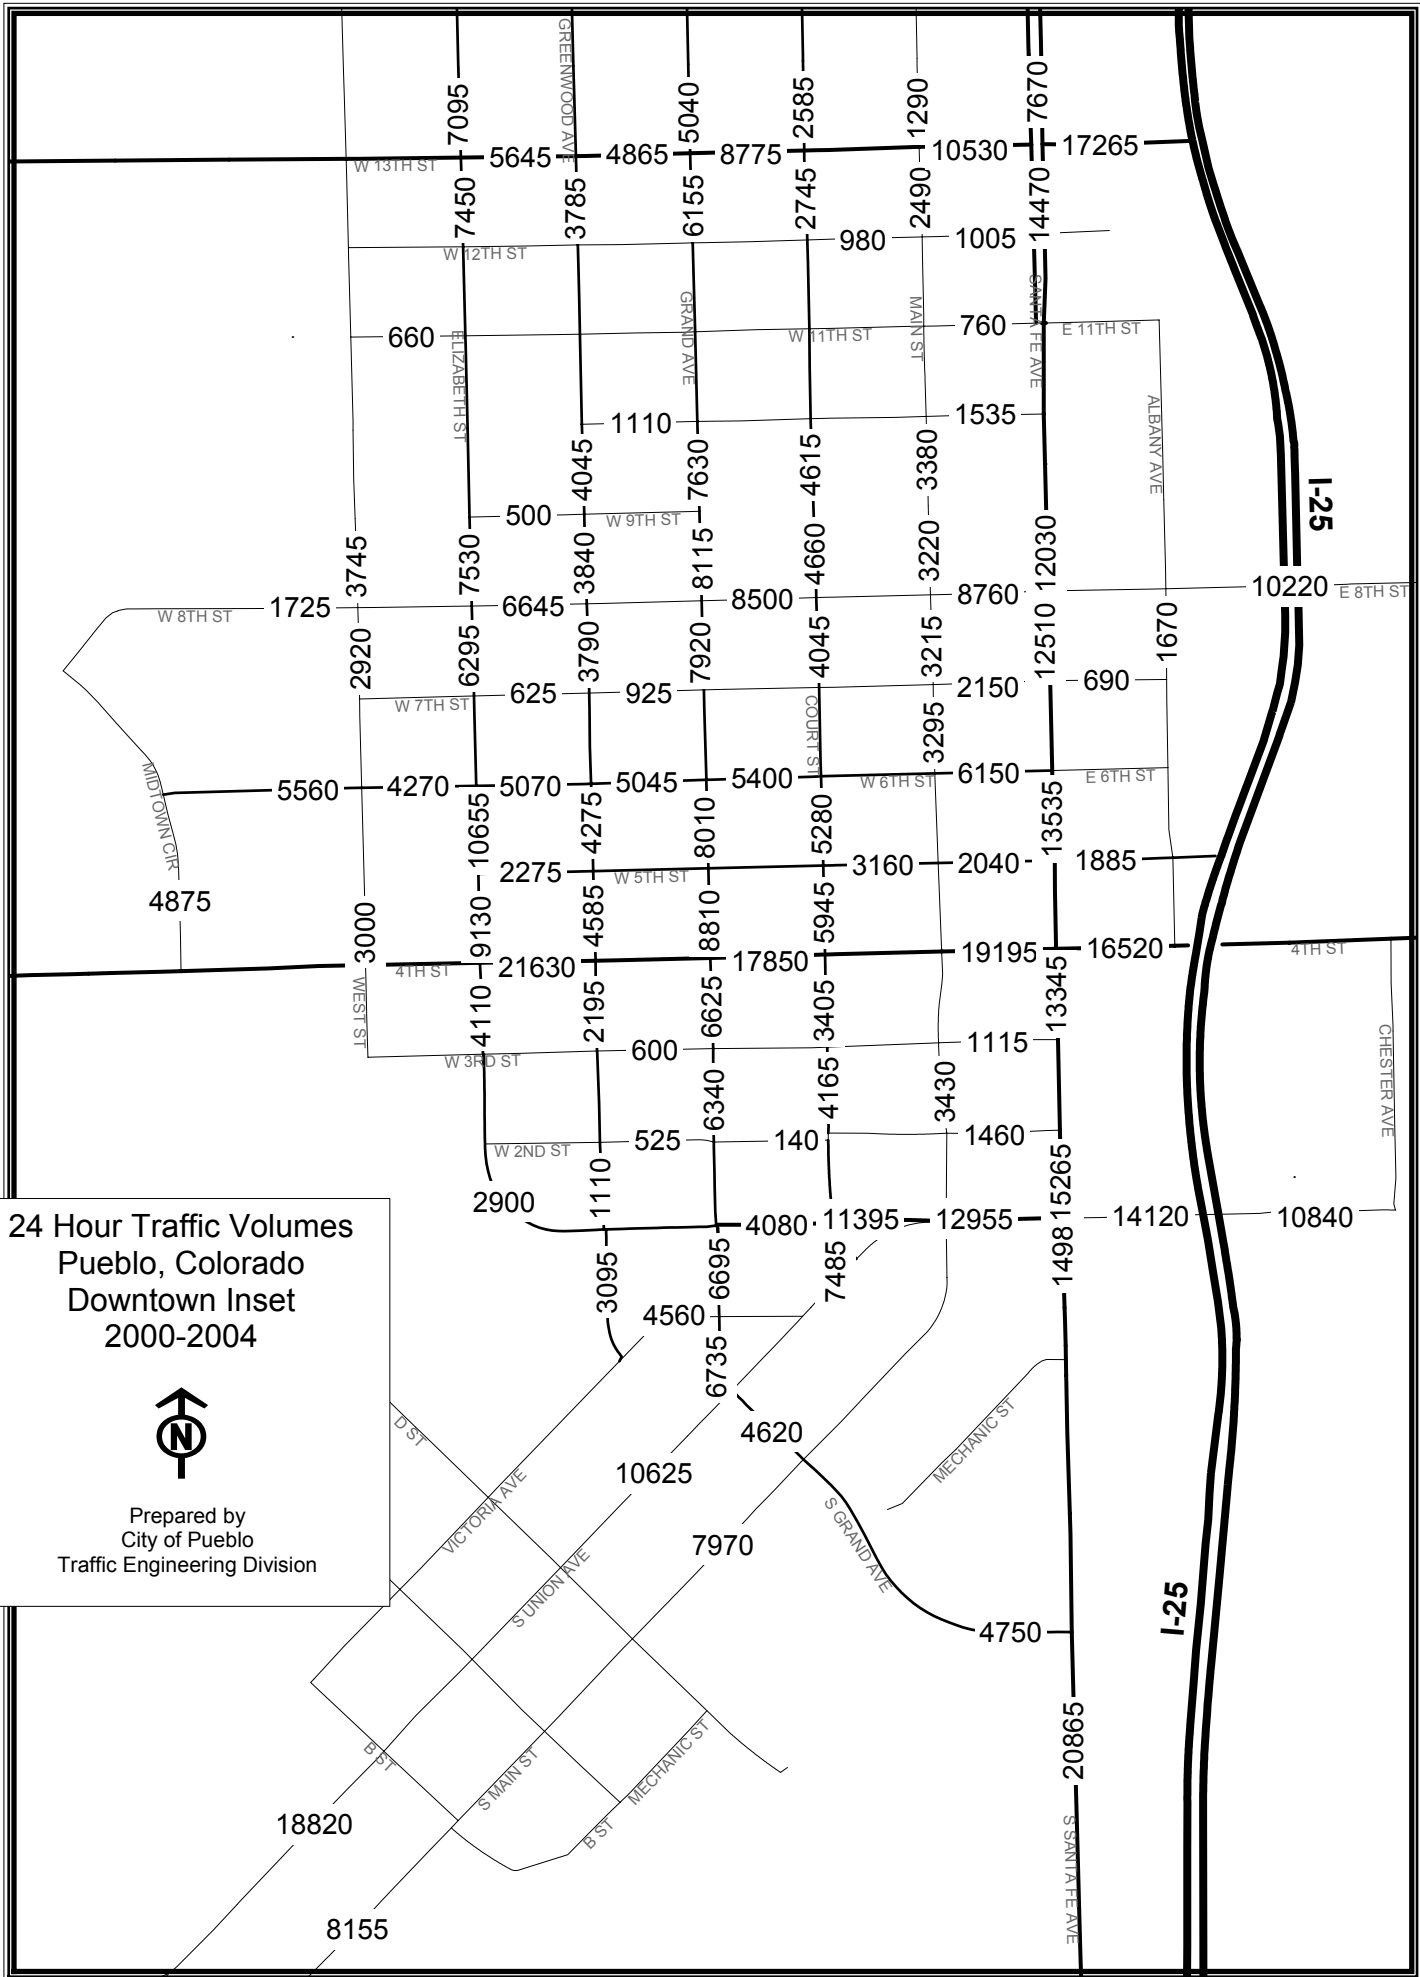 7095
GREENWOOD AVE
5040
2585
1290
7670
W 13TH ST
5645
4865
8775
10530
17265
7450
3785
6155
2745
2490
14470
W 12TH ST
980
1005
660
ELIZABETH ST
GRAND AVE
W 11TH ST
MAIN ST
760
SANTA FE AVE
E 11TH ST
1110
1535
ALBANY AVE
4045
7630
4615
3380
I-25
500
W 9TH ST
3745
7530
3840
8115
4660
3220
12030
W 8TH ST
1725
6645
8500
8760
10220
E 8TH ST
2920
6295
3790
7920
4045
3215
12510
1670
W 7TH ST
625
925
2150
690
COURT ST
3295
MIDTOWN CIR
5560
4270
5070
5045
5400
W 6TH ST
6150
E 6TH ST
10655
4275
8010
5280
13535
2275
W 5TH ST
3160
2040
1885
4875
3000
9130
4585
8810
5945
4TH ST
21630
17850
19195
16520
4TH ST
WEST ST
4110
2195
6625
3405
13345
W 3RD ST
600
1115
CHESTER AVE
6340
4165
3430
W 2ND ST
525
140
1460
2900
1110
15265
4080
11395
12955
14120
10840
3095
6695
7485
1498
4560
6735
24 Hour Traffic Volumes
Pueblo, Colorado
Downtown Inset
2000-2004
N
Prepared by
City of Pueblo
Traffic Engineering Division
D ST
4620
MECHANIC ST
10625
VICTORIA AVE
S GRAND AVE
7970
S UNION AVE
4750
I-25
20865
B ST
S MAIN ST
MECHANIC ST
18820
B ST
S SANTA FE AVE
8155